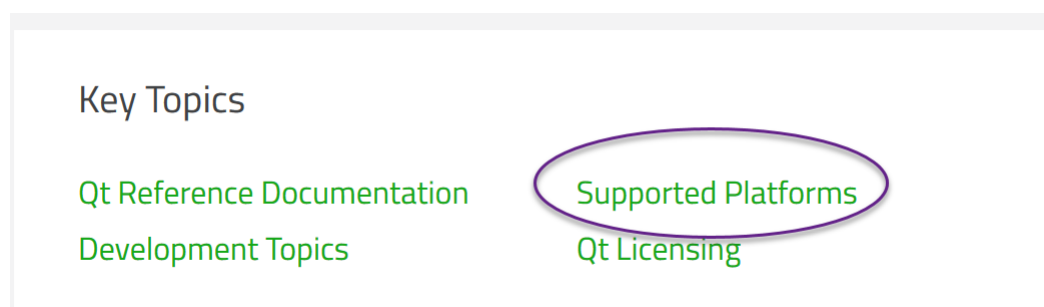 Key Topics
Qt Reference Documentation
Supported Platforms
Development Topics
Qt Licensing